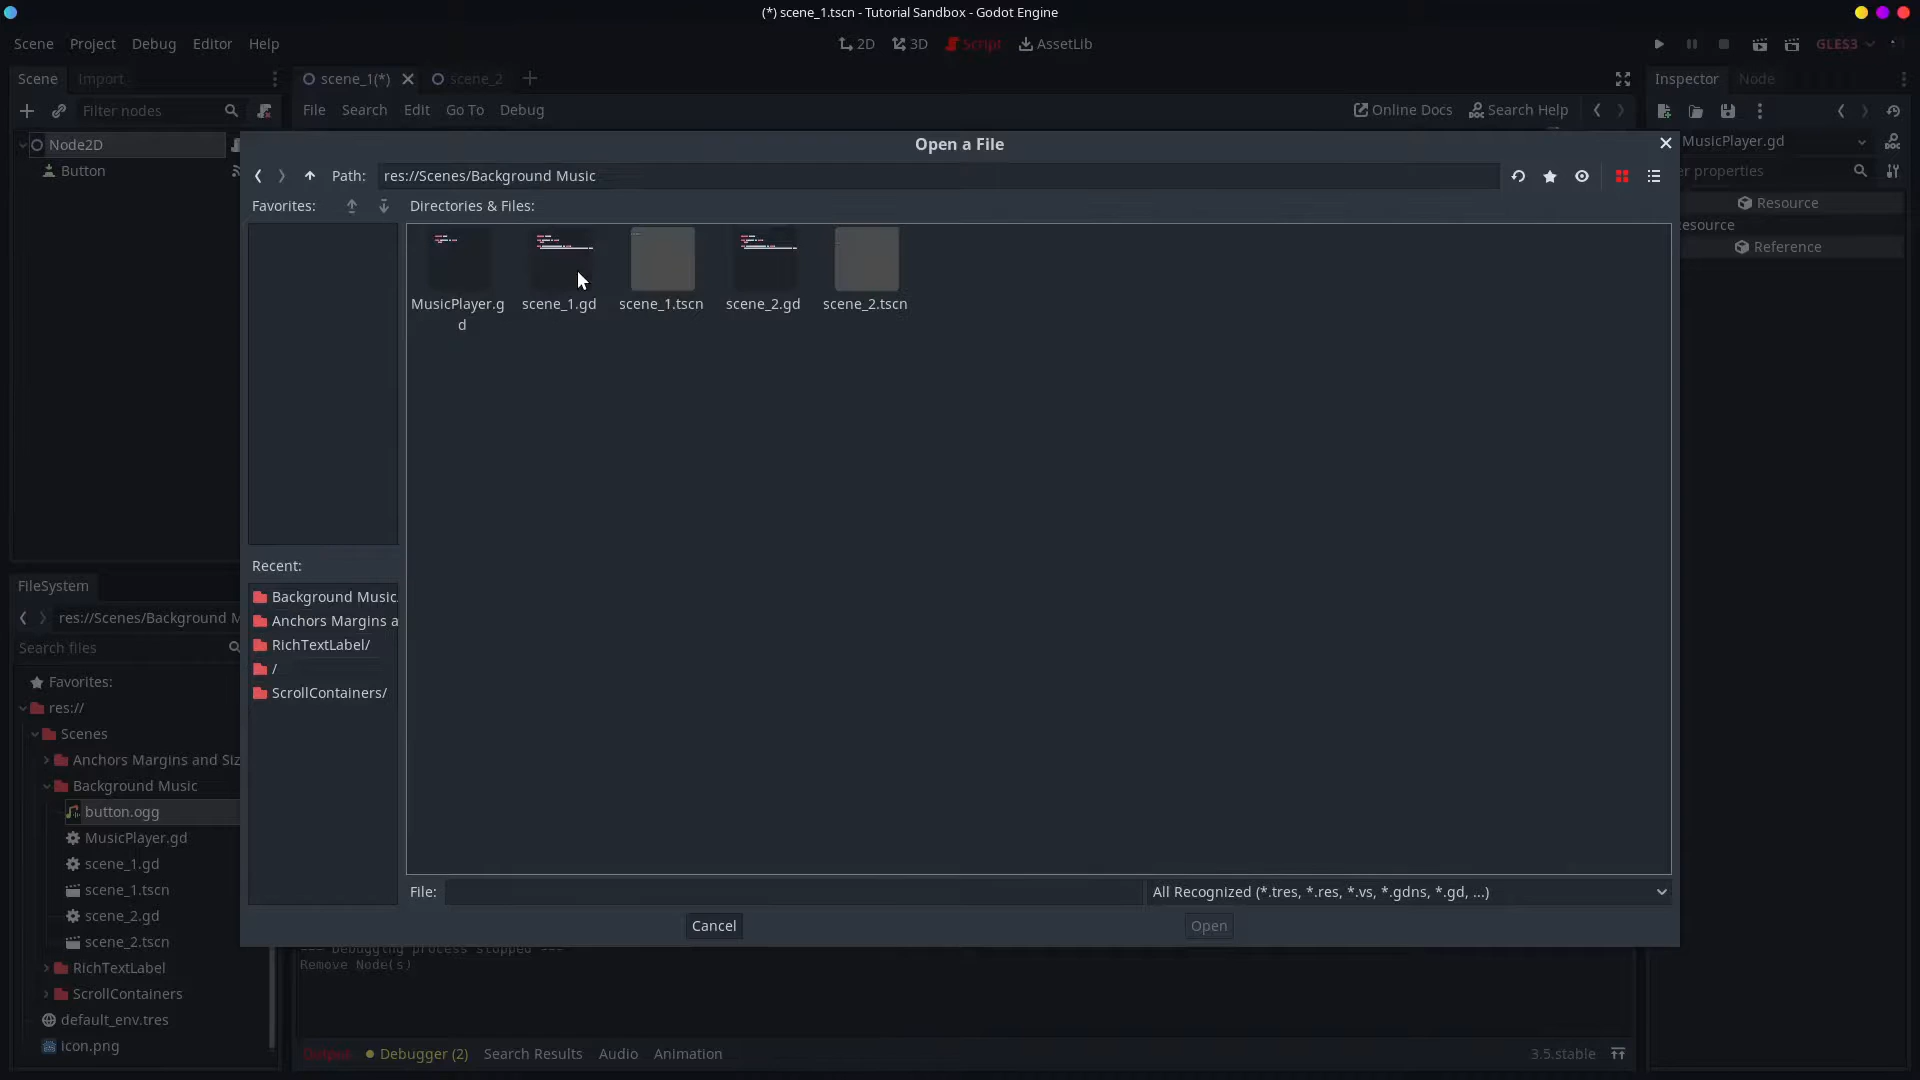 (*) scene_1.tscn - Tutorial Sandbox - Godot Engine
Scene Project Debug Editor Help
2D 3D Script AssetLib
GLES3
Scene Import
scene_1(*) scene_2
Inspector Node
Filter nodes
File Search Edit Go To Debug
Online Docs Search Help
Node2D
Button
Open a File
MusicPlayer.gd
Path: res://Scenes/Background Music
er properties
Favorites:
Directories & Files:
Resource
esource
Reference
MusicPlayer.g
d
scene_1.gd
scene_1.tscn
scene_2.gd
scene_2.tscn
Recent:
Background Music
Anchors Margins a
RichTextLabel/
/
ScrollContainers/
FileSystem
res://Scenes/Background M
Search files
Favorites:
res://
Scenes
Anchors Margins and Siz
Background Music
button.ogg
MusicPlayer.gd
scene_1.gd
scene_1.tscn
scene_2.gd
scene_2.tscn
RichTextLabel
ScrollContainers
default_env.tres
icon.png
File:
All Recognized (*.tres, *.res, *.vs, *.gdns, *.gd, ...)
Cancel
Open
--- Debugging process stopped ---
Remove Node(s)
Output Debugger (2) Search Results Audio Animation
3.5.stable